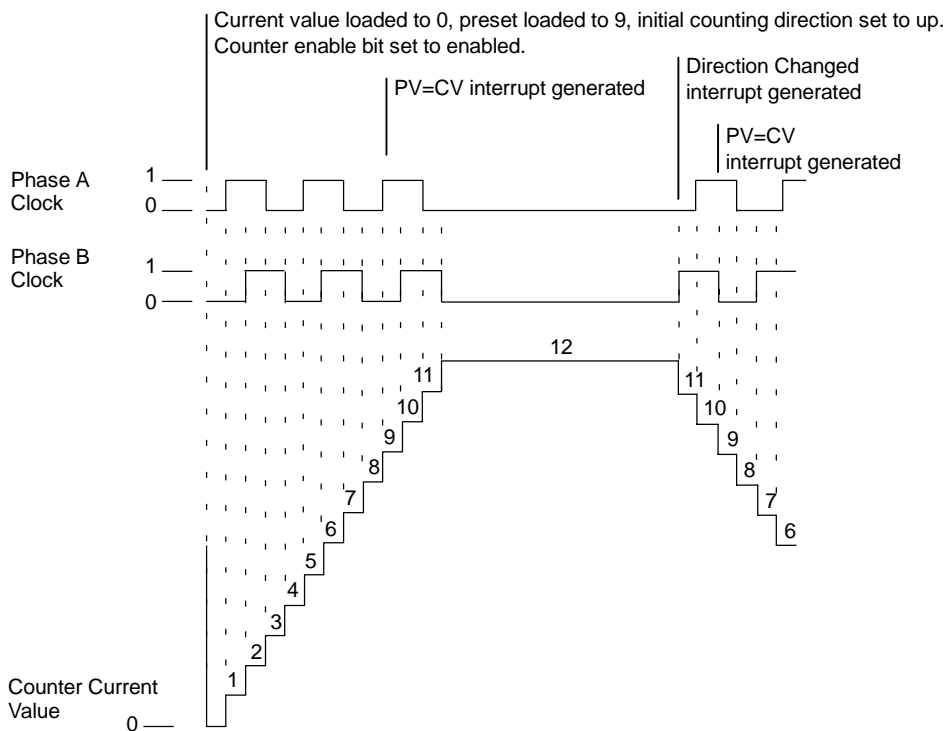 Current value loaded to 0, preset loaded to 9, initial counting direction set to up.
Counter enable bit set to enabled.
PV=CV interrupt generated
Direction Changed
interrupt generated
PV=CV
interrupt generated
Phase A
Clock
1
0
Phase B
Clock
1
0
12
11
11
10
10
9
9
8
8
7
7
6
6
5
4
3
2
1
Counter Current
Value
0